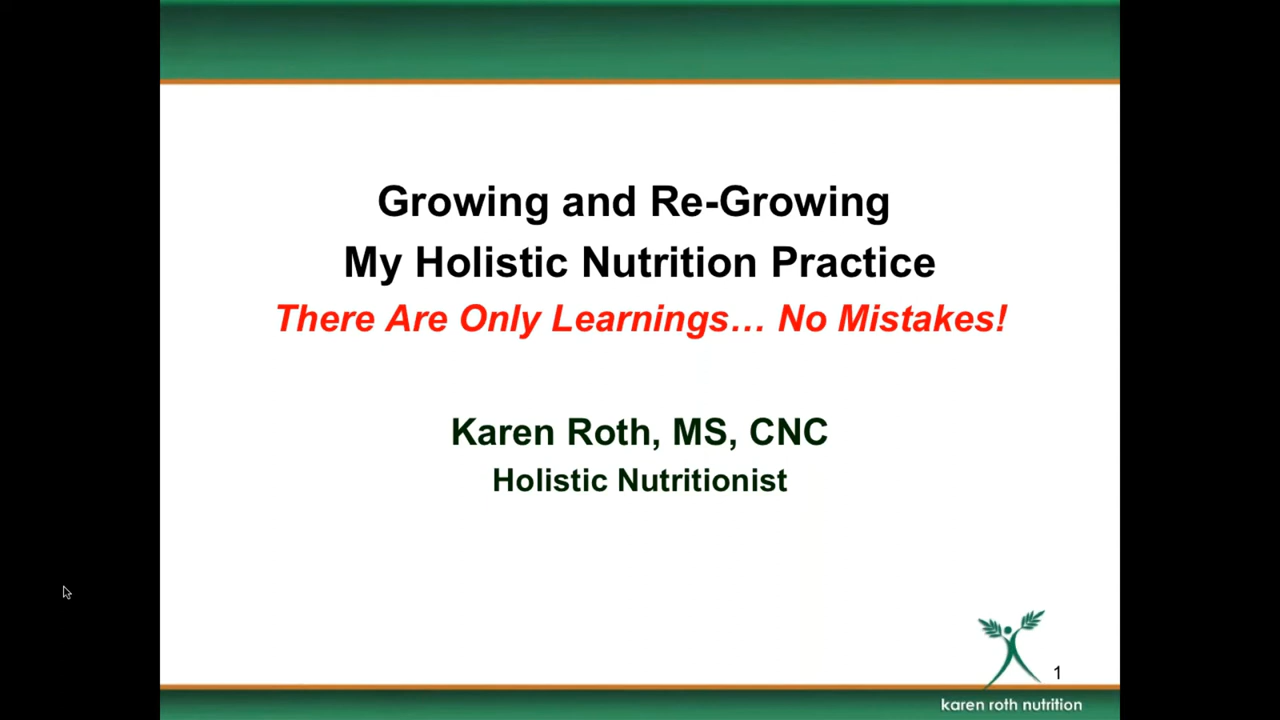 Growing and Re-Growing
My Holistic Nutrition Practice
There Are Only Learnings… No Mistakes!
Karen Roth, MS, CNC
Holistic Nutritionist
1
karen roth nutrition